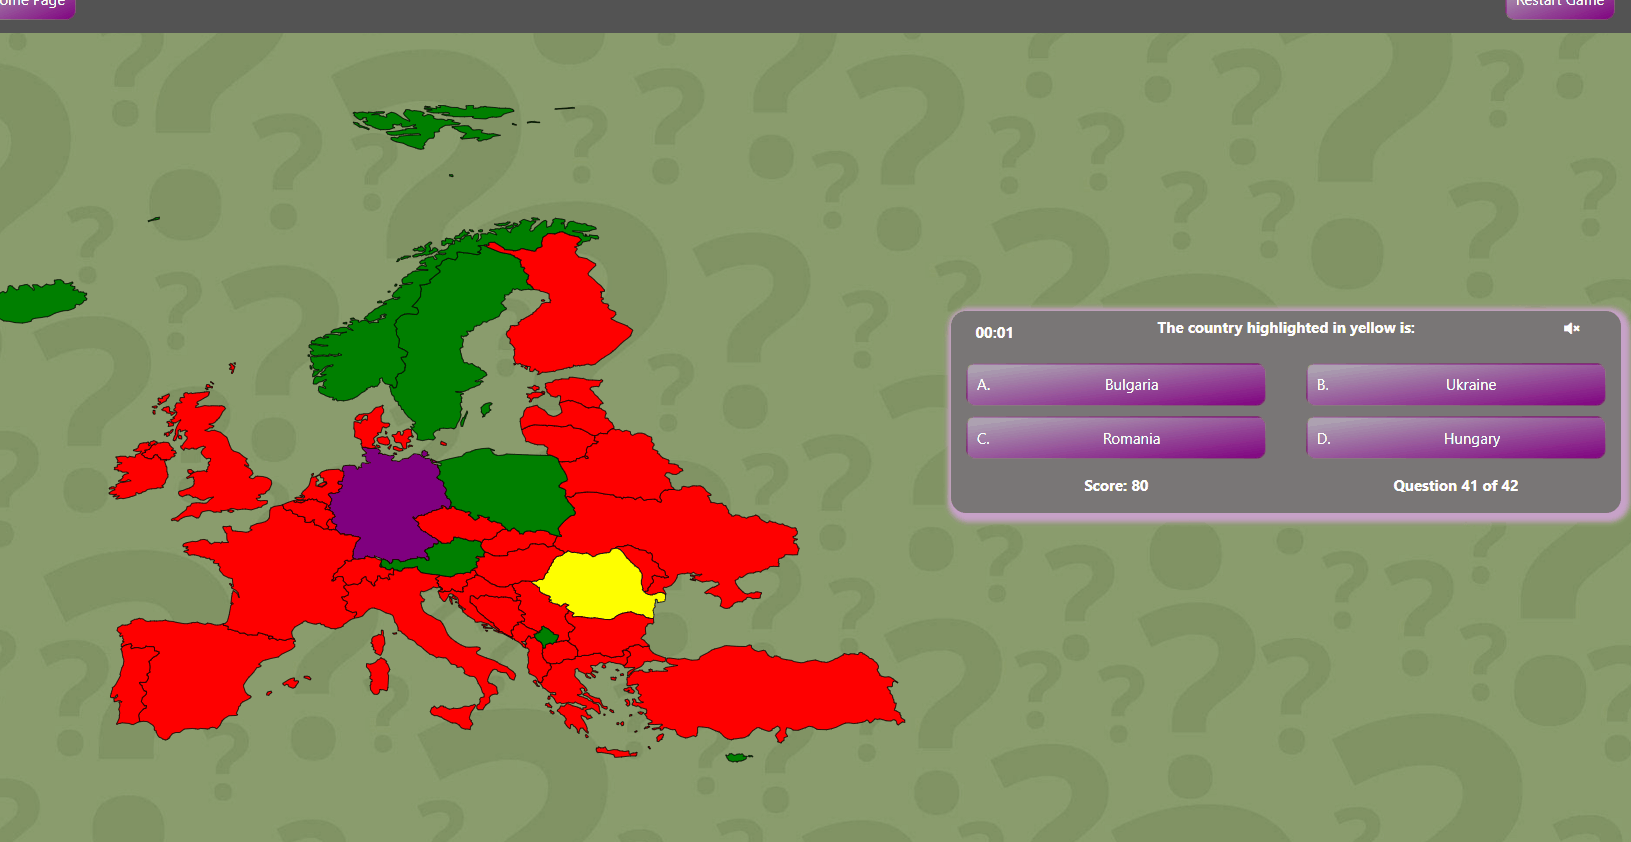 ome Page
Restart Game
00:01
The country highlighted in yellow is:
A. Bulgaria
B. Ukraine
C. Romania
D. Hungary
Score: 80
Question 41 of 42